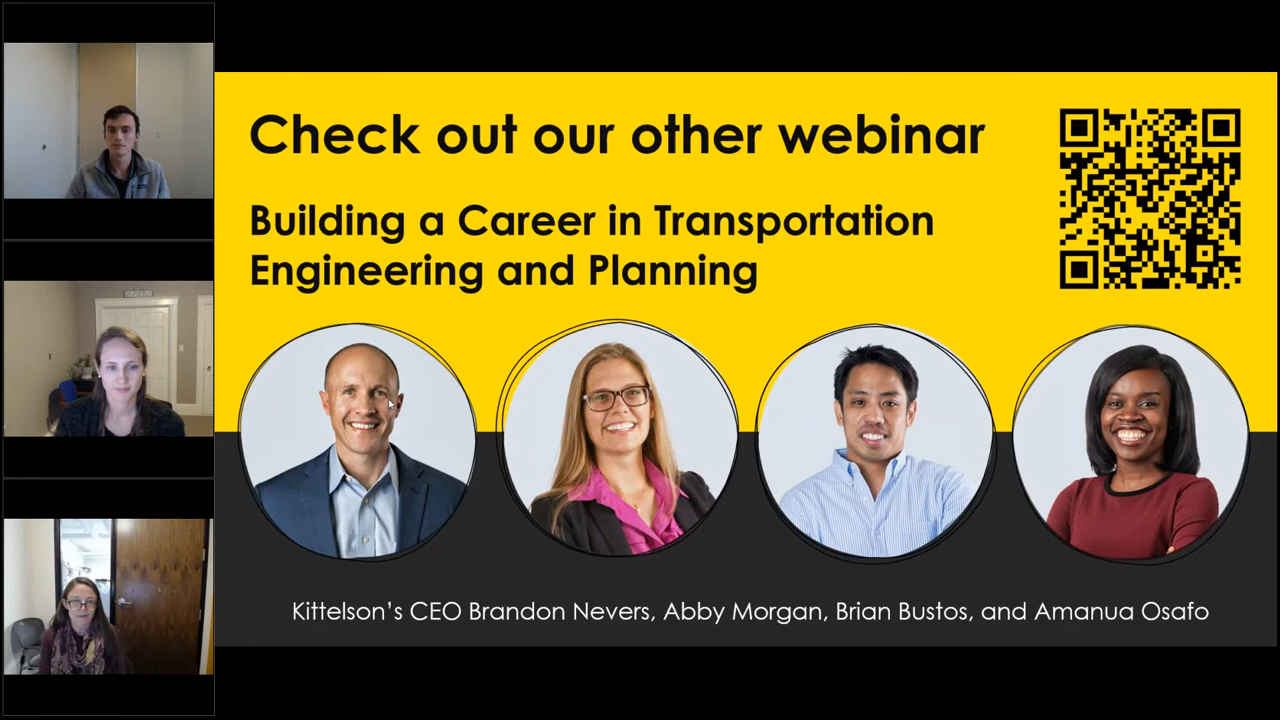 Check out our other webinar
Building a Career in Transportation
Engineering and Planning
Kittelson's CEO Brandon Nevers, Abby Morgan, Brian Bustos, and Amanua Osafo